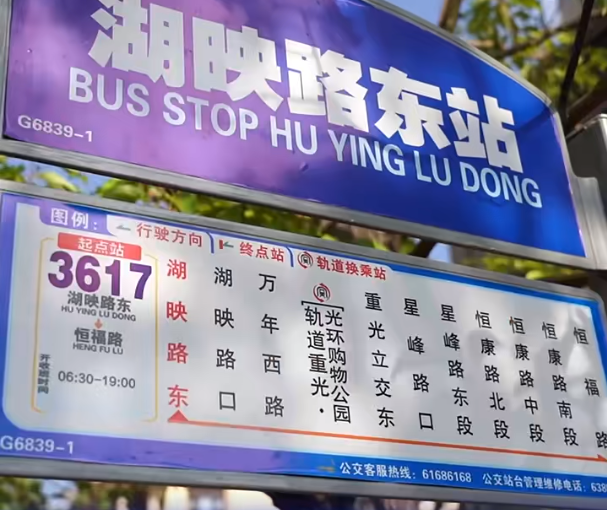 湖映路东站
BUS STOP HU YING LU DONG
G6839-1
图例：
行驶方向
终点站
轨道换乘站
起点站
3617
湖映路东
HU YING LU DONG
恒福路
HENG FU LU
开收班时间
06:30-19:00
湖映路东
湖映路口
万年西路
轨道重光·
光环购物公园
重光立交东
星峰路口
星峰路东段
恒康路北段
恒康路中段
恒康路南段
恒福路
G6839-1
公交客服热线：61686168
公交站台管理维修电话：638